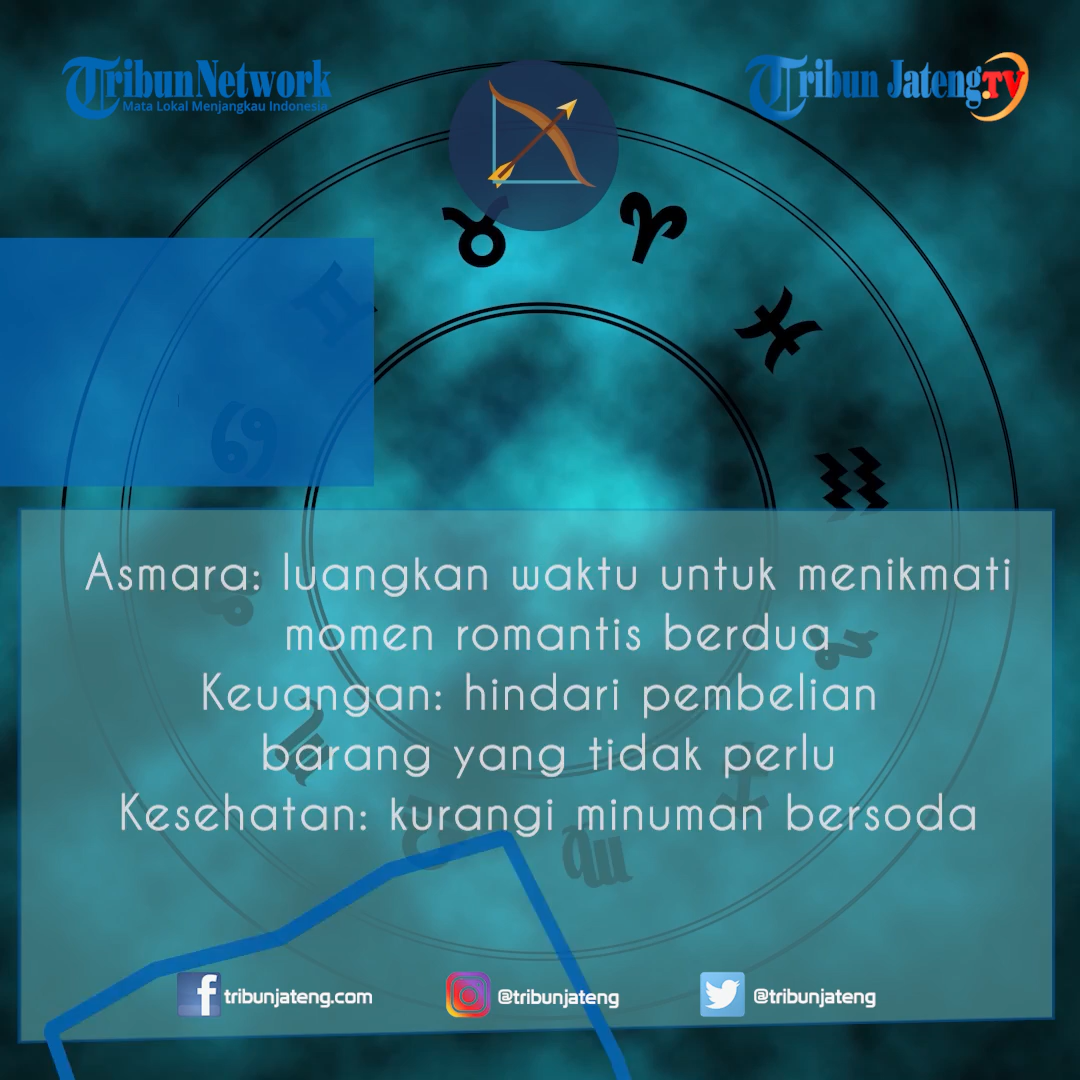 TribunNetwork
Mata Lokal Menjangkau Indonesia
Tribun Jateng.TV
Asmara: luangkan waktu untuk menikmati
momen romantis berdua
Keuangan: hindari pembelian
barang yang tidak perlu
Kesehatan: kurangi minuman bersoda
tribunjateng.com
@tribunjateng
@tribunjateng